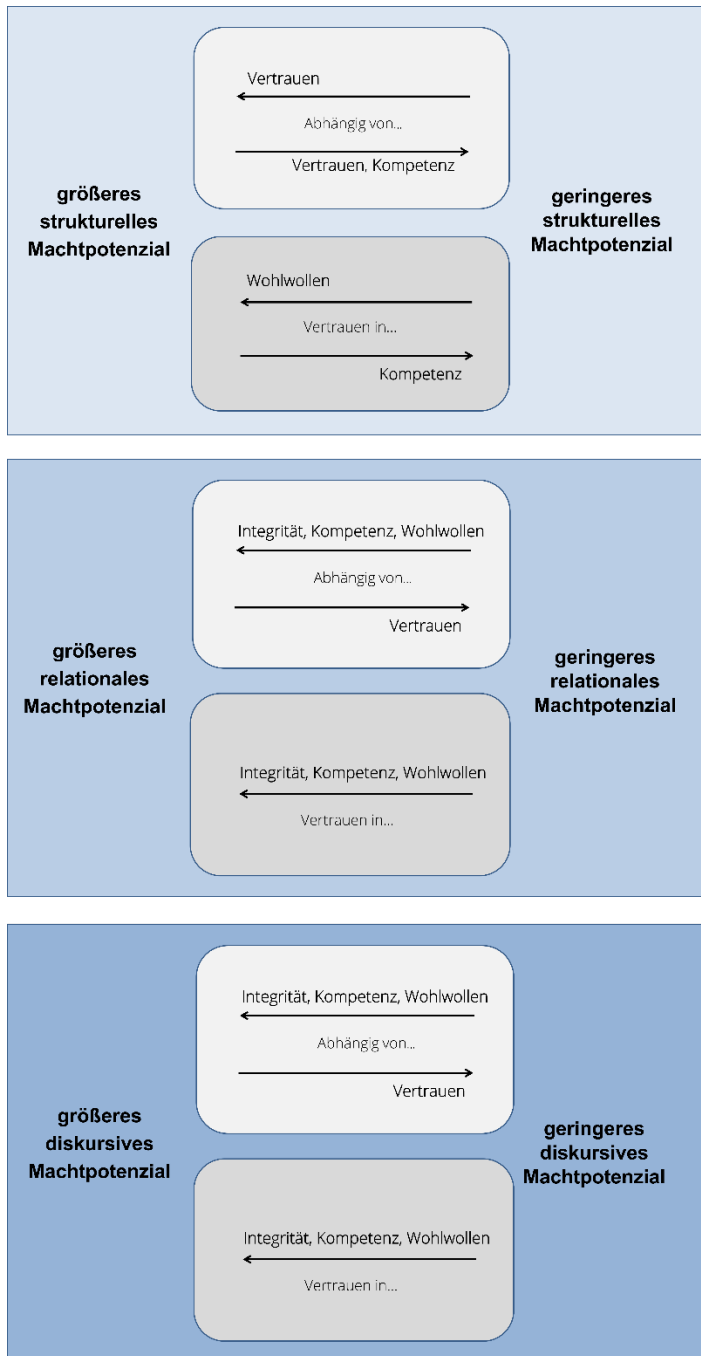 Vertrauen
Abhängig von...
Vertrauen, Kompetenz
größeres
strukturelles
Machtpotenzial
geringeres
strukturelles
Machtpotenzial
Wohlwollen
Vertrauen in...
Kompetenz
Integrität, Kompetenz, Wohlwollen
Abhängig von...
Vertrauen
größeres
relationales
Machtpotenzial
geringeres
relationales
Machtpotenzial
Integrität, Kompetenz, Wohlwollen
Vertrauen in...
Integrität, Kompetenz, Wohlwollen
Abhängig von...
Vertrauen
größeres
diskursives
Machtpotenzial
geringeres
diskursives
Machtpotenzial
Integrität, Kompetenz, Wohlwollen
Vertrauen in...